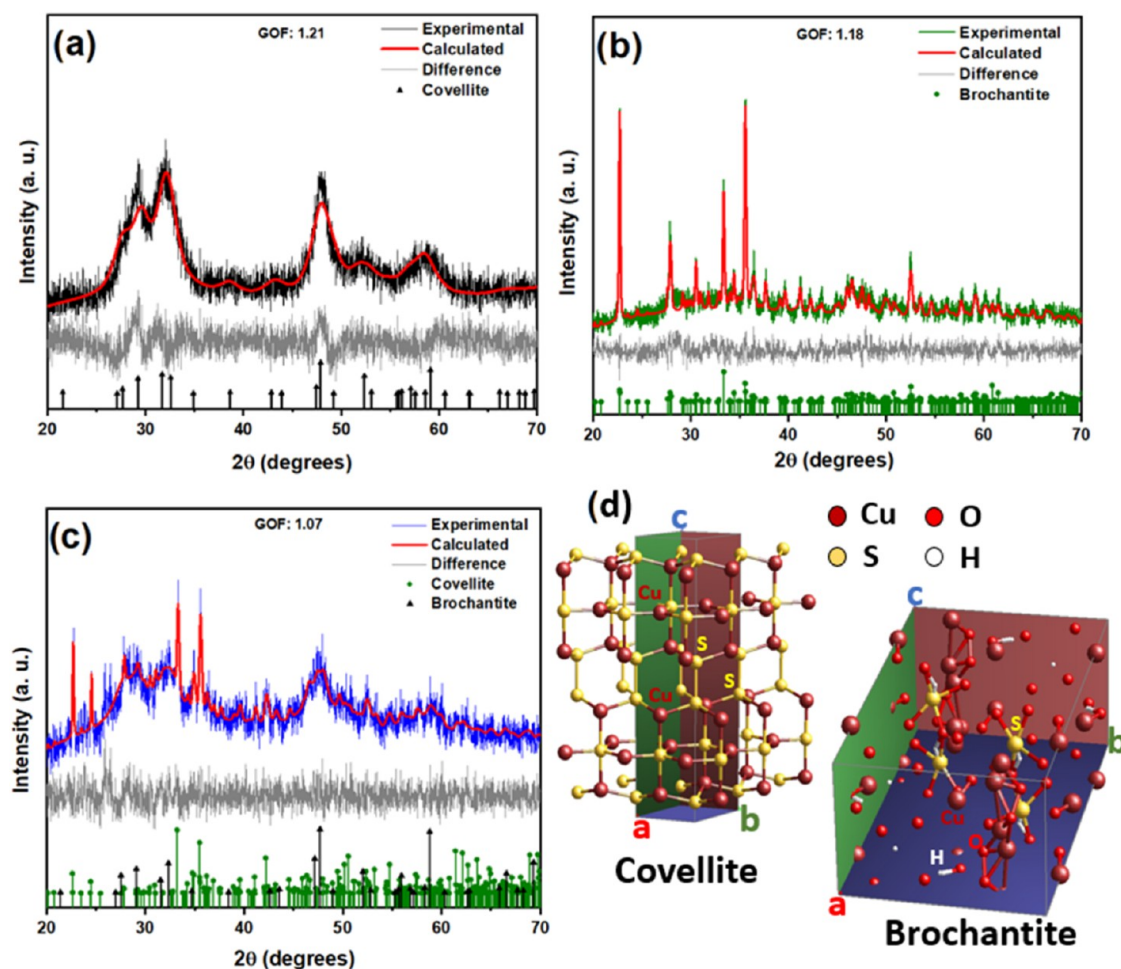 (a)
GOF: 1.21
Experimental
Calculated
Difference
Covellite
Intensity (a. u.)
20 30 40 50 60 70
2θ (degrees)
(b)
GOF: 1.18
Experimental
Calculated
Difference
Brochantite
Intensity (a. u.)
20 30 40 50 60 70
2θ (degrees)
(c)
GOF: 1.07
Experimental
Calculated
Difference
Covellite
Brochantite
Intensity (a. u.)
20 30 40 50 60 70
2θ (degrees)
(d)
Cu O
S H
c
Cu
S
S
Cu
a
b
Covellite
c
S
b
Cu
O
H
a
Brochantite